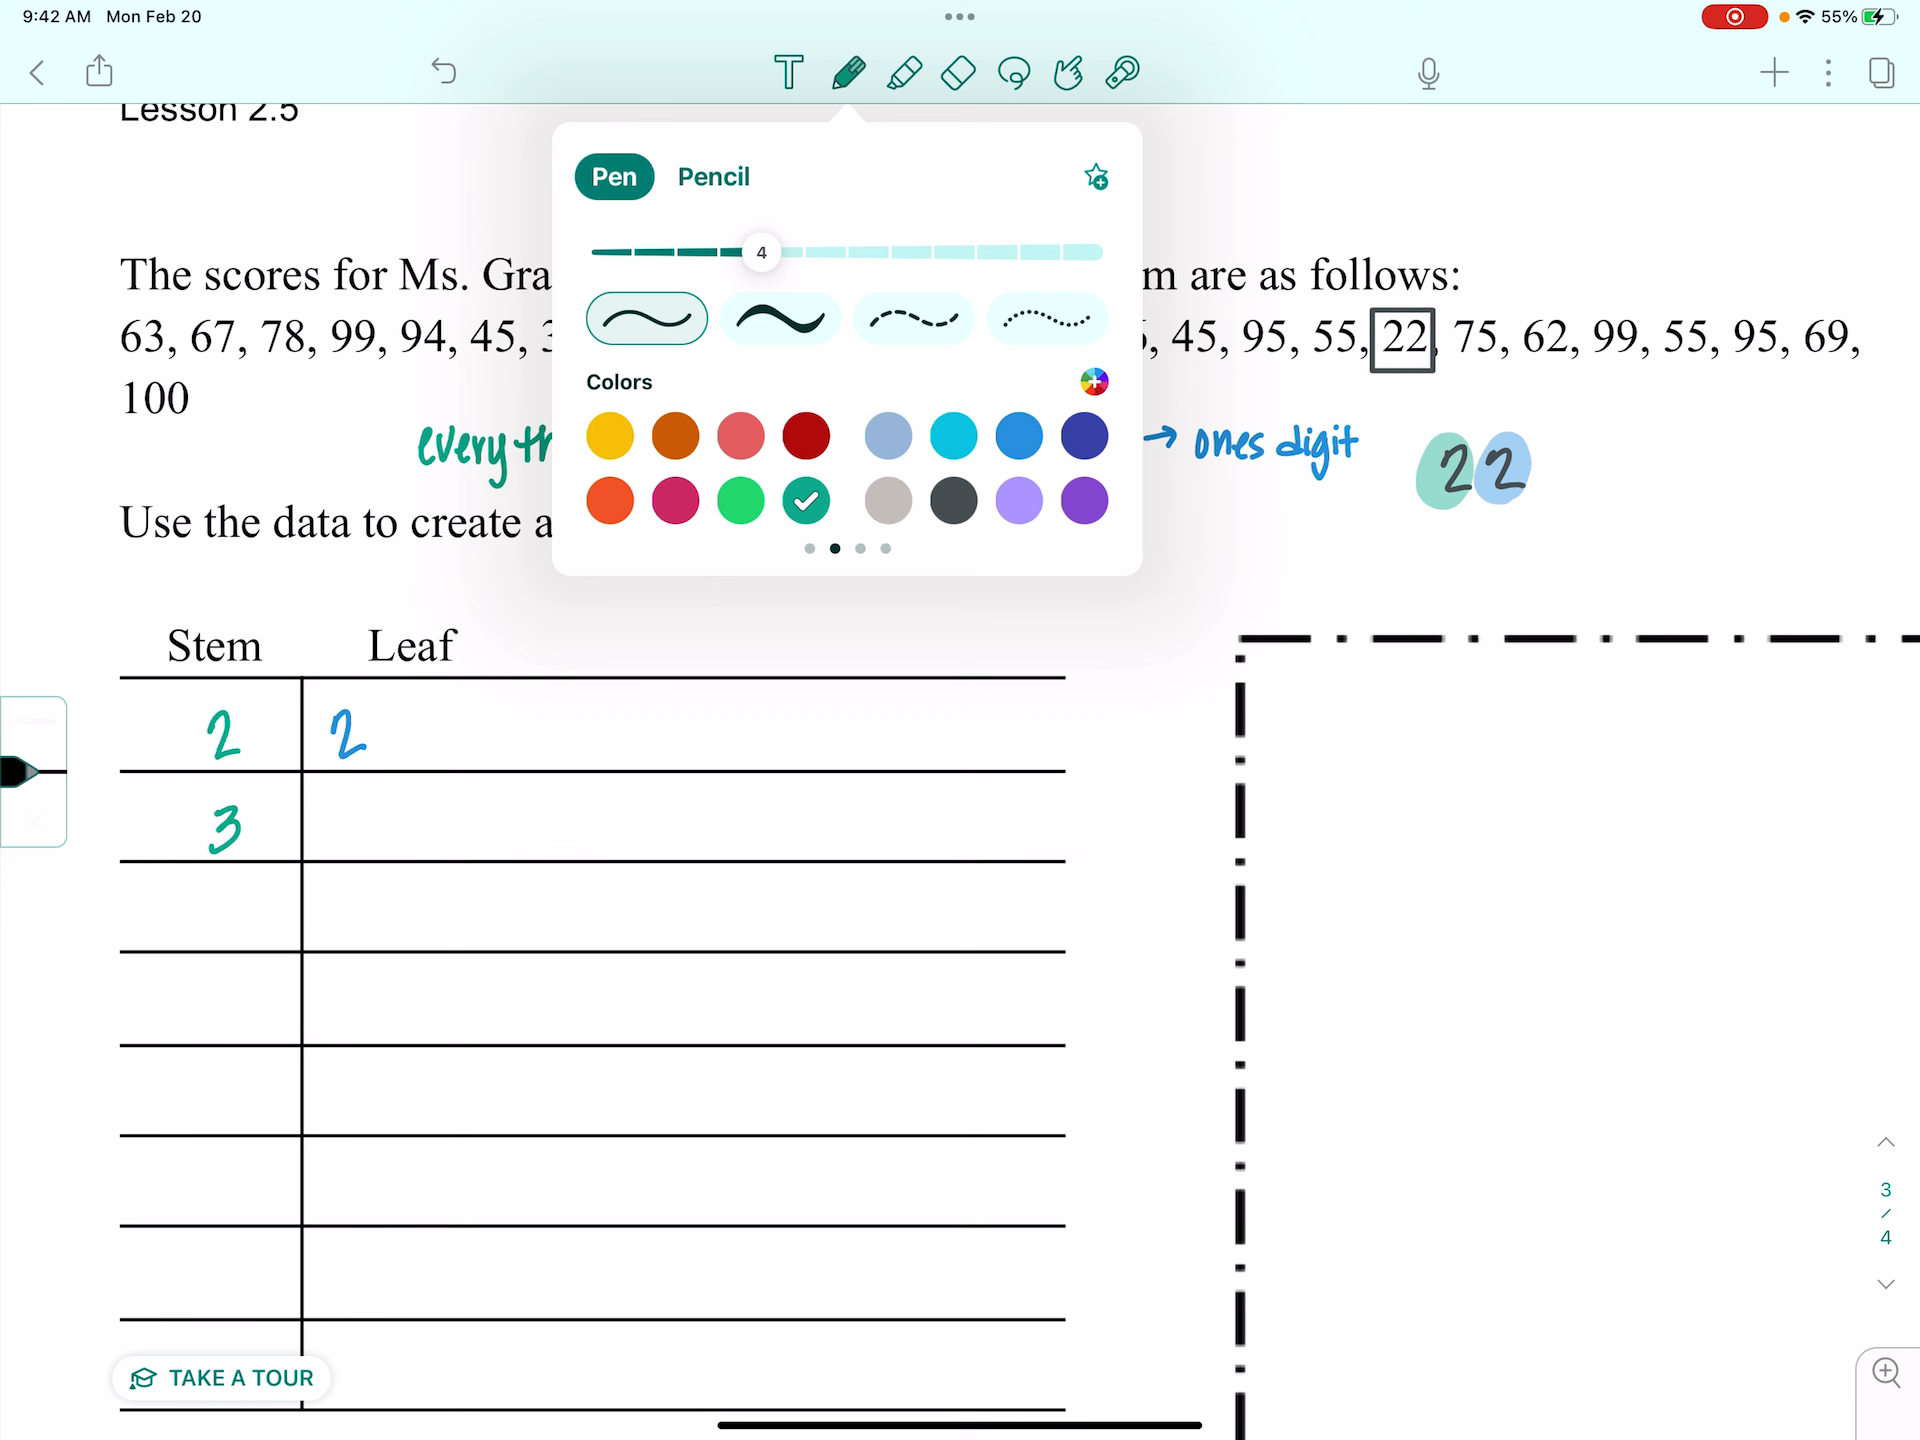 9:42 AM Mon Feb 20
55%
T
Lesson 2.5
Pen Pencil
4
The scores for Ms. Gra m are as follows:
63, 67, 78, 99, 94, 45, , 45, 95, 55, 22, 75, 62, 99, 55, 95, 69,
100
Colors
every th → ones digit 22
Use the data to create a
Stem Leaf
2 2
3
3
/
4
TAKE A TOUR